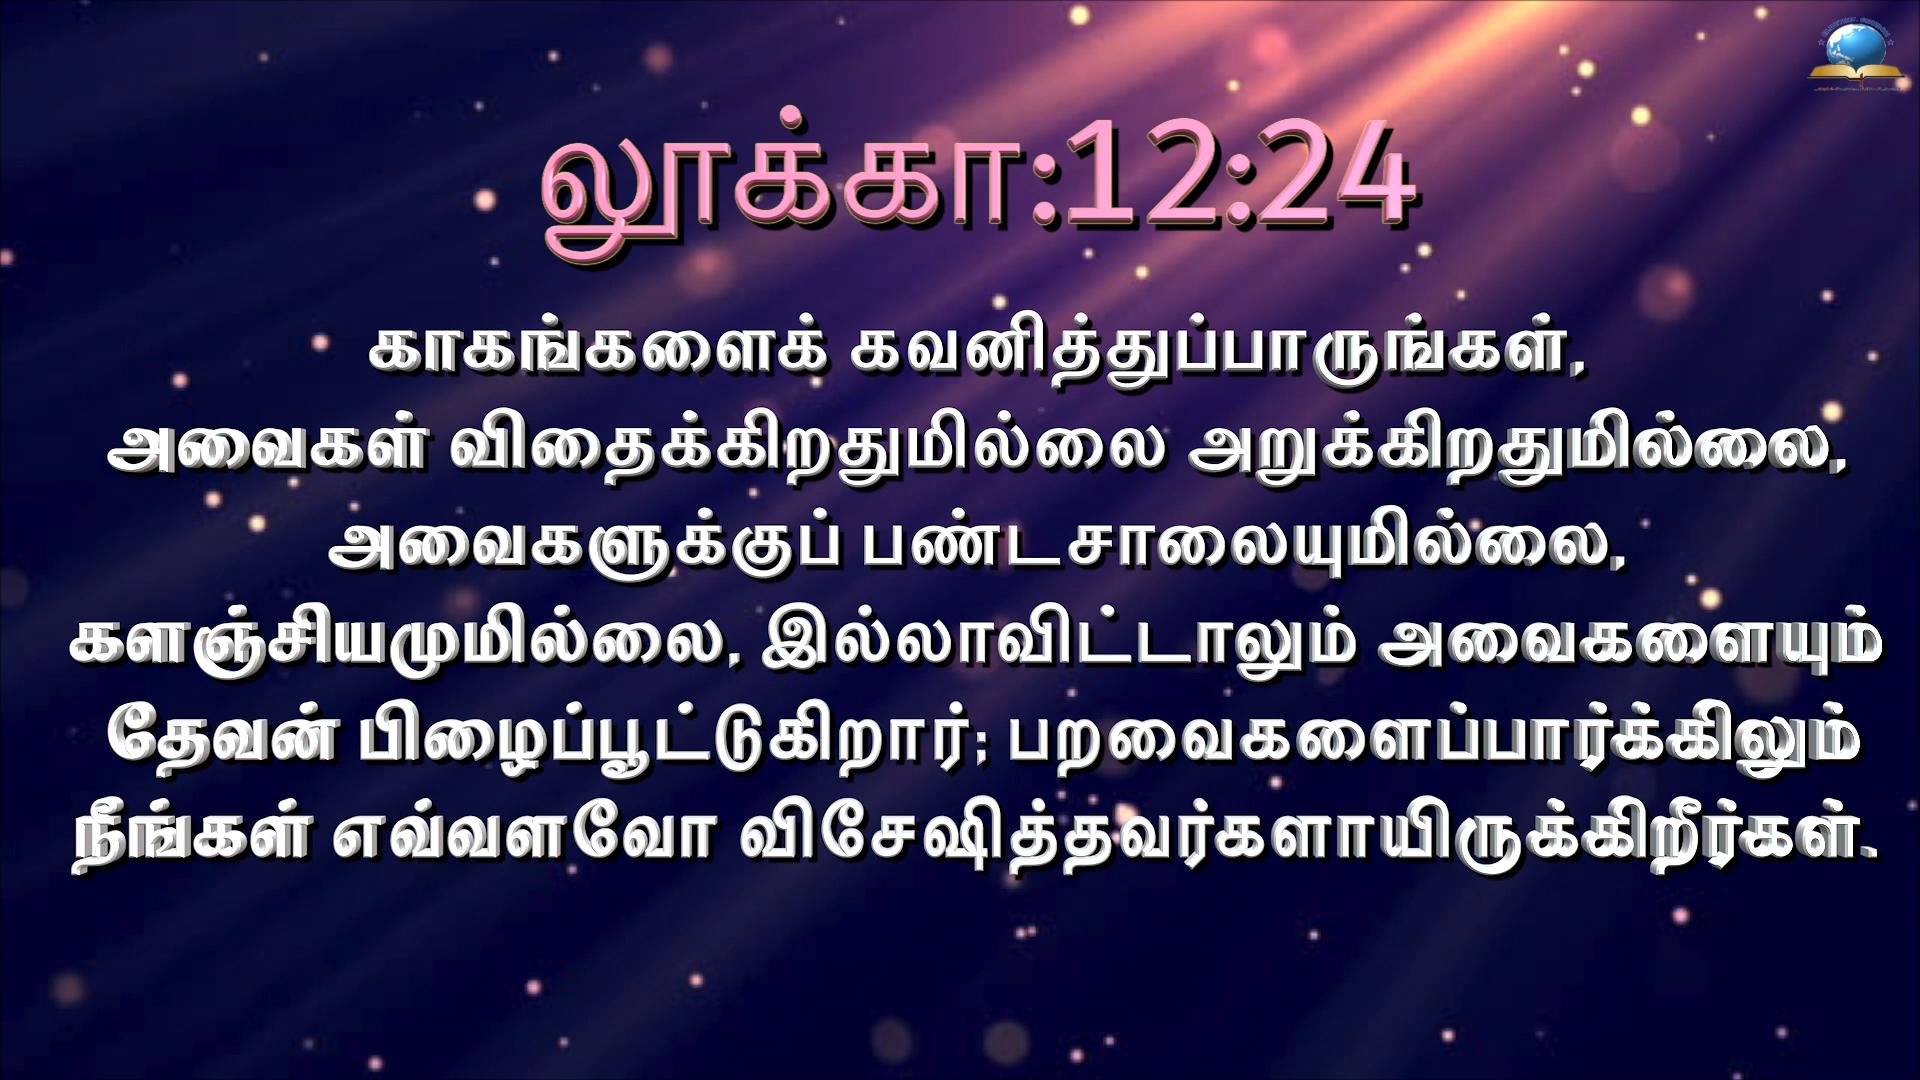 லூக்கா:12:24
காகங்களைக் கவனித்துப்பாருங்கள்,
அவைகள் விதைக்கிறதுமில்லை அறுக்கிறதுமில்லை,
அவைகளுக்குப் பண்டசாலையுமில்லை,
களஞ்சியமுமில்லை, இல்லாவிட்டாலும் அவைகளையும்
தேவன் பிழைப்பூட்டுகிறார்; பறவைகளைப்பார்க்கிலும்
நீங்கள் எவ்வளவோ விசேஷித்தவர்களாயிருக்கிறீர்கள்.